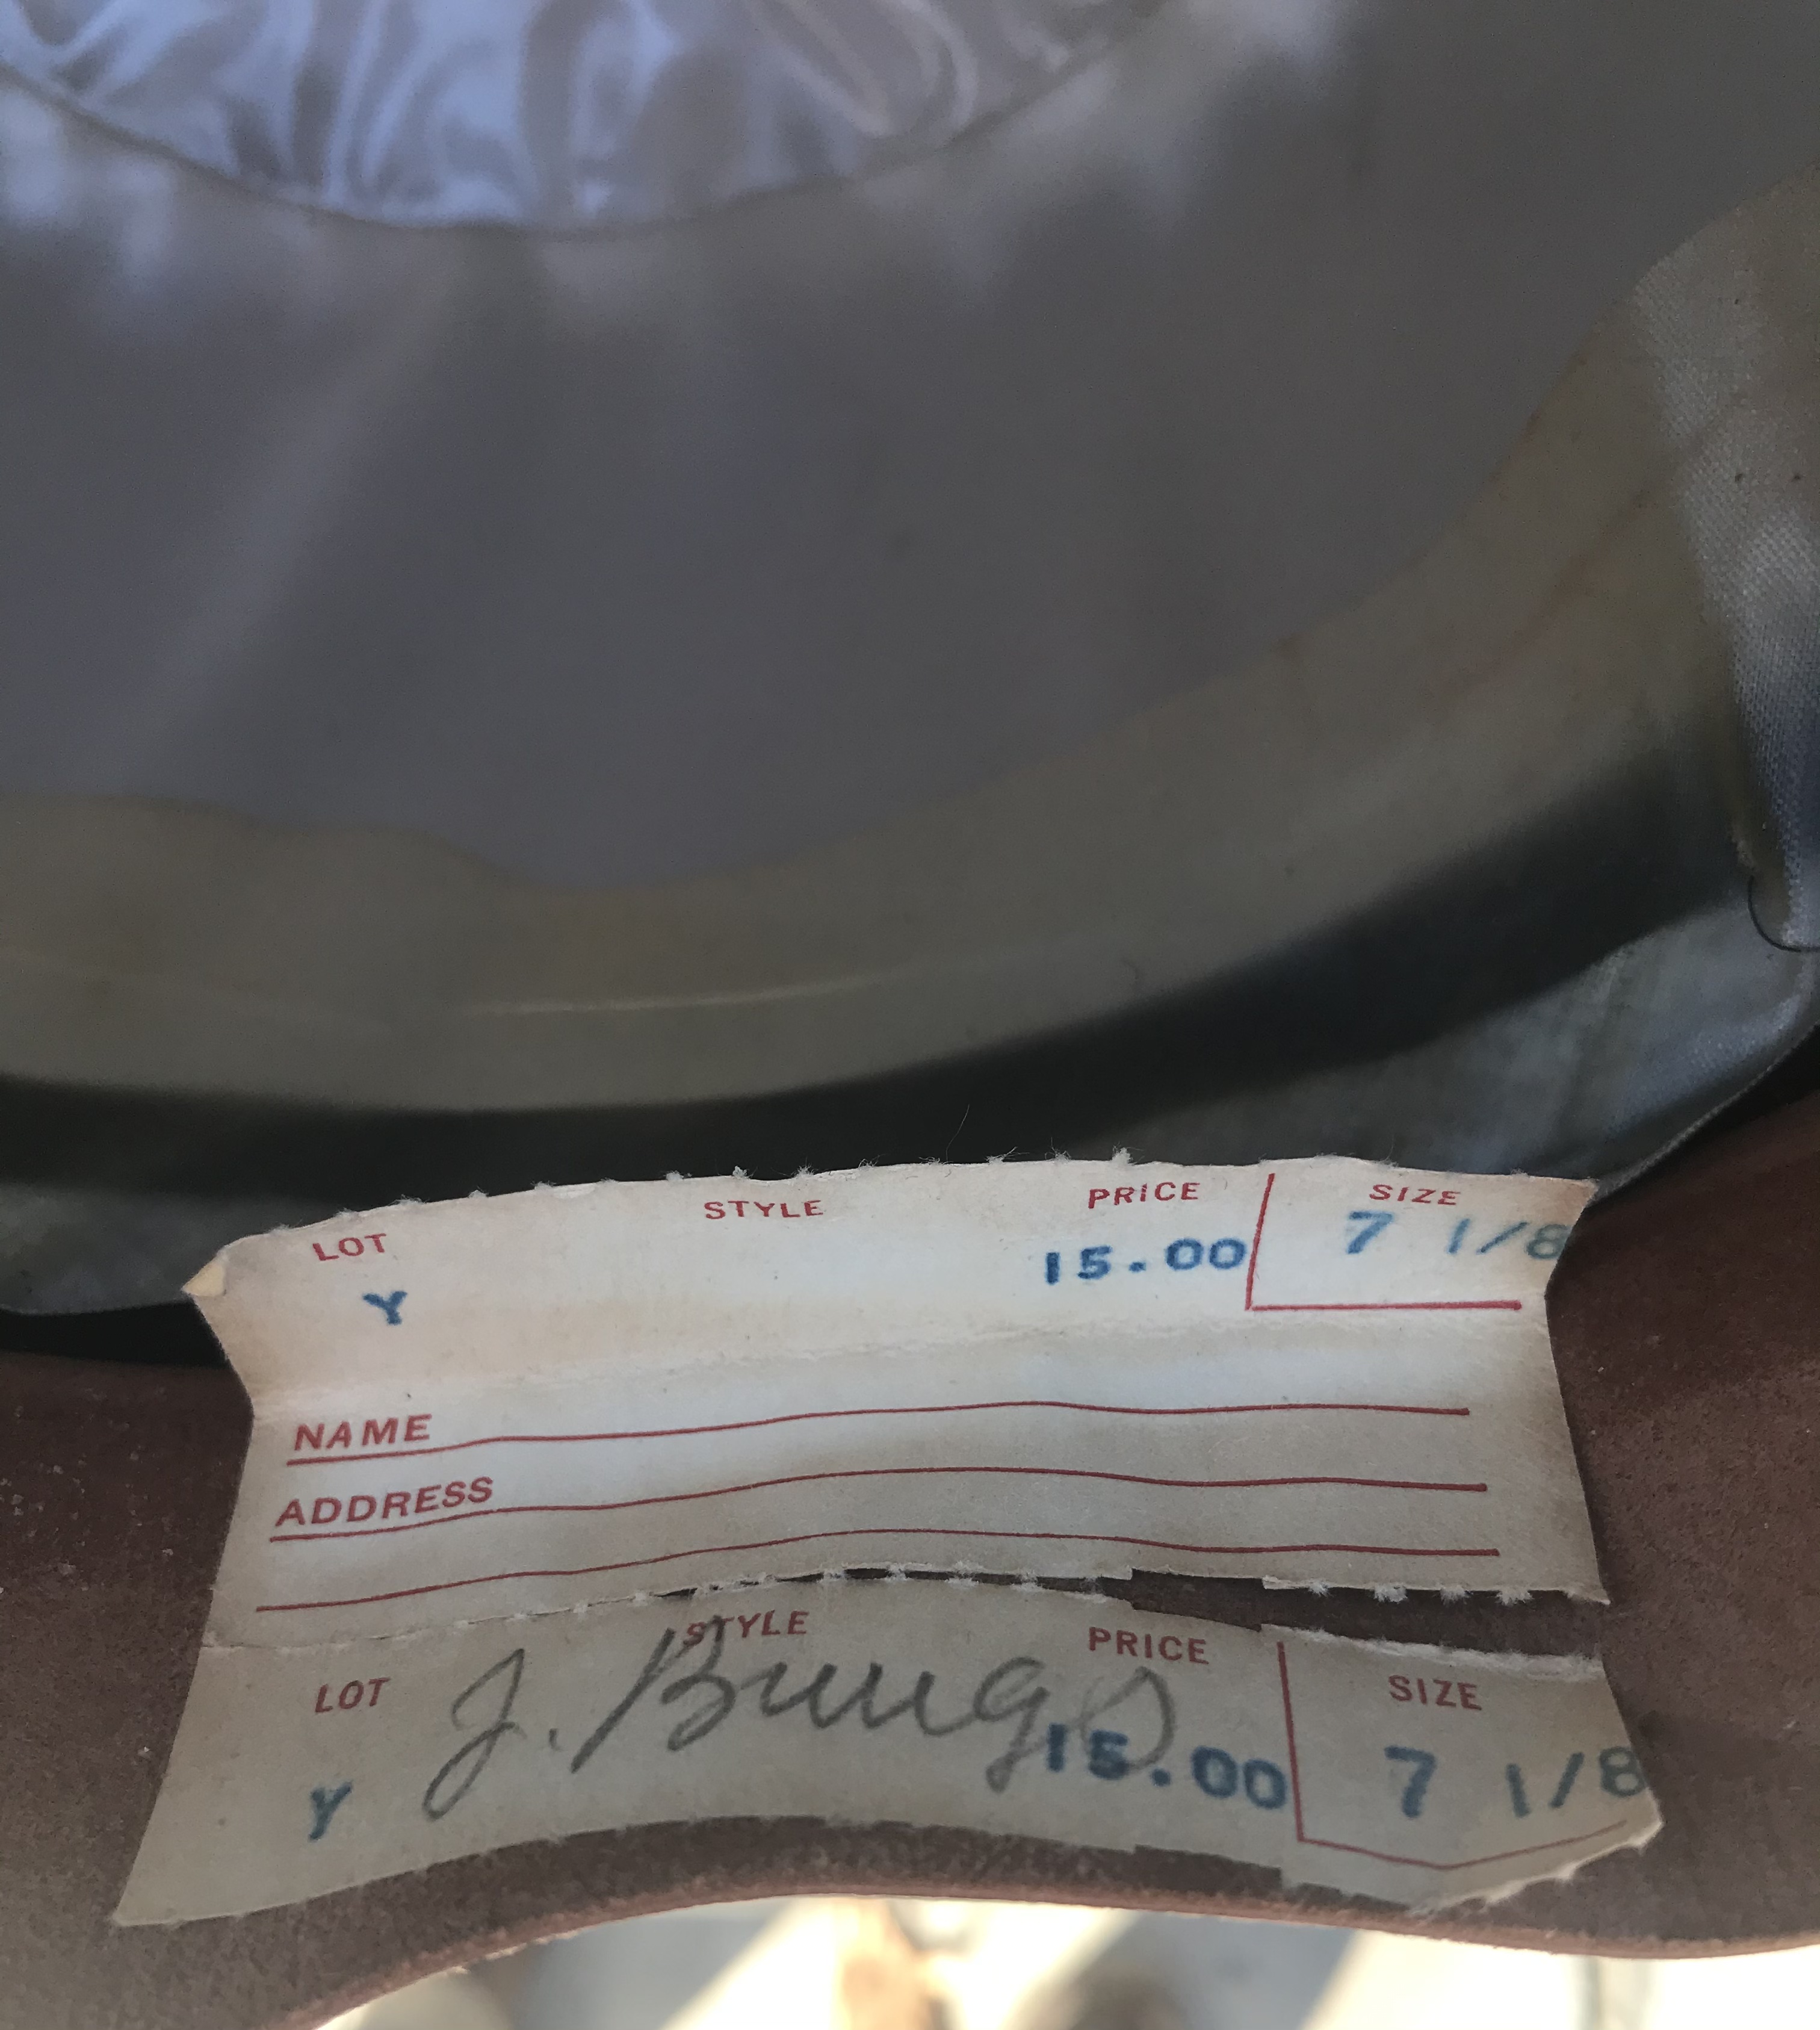 LOT STYLE PRICE SIZE
Y 15.00 7 1/8
NAME
ADDRESS
LOT STYLE PRICE SIZE
J.
Y 15.00 7 1/8